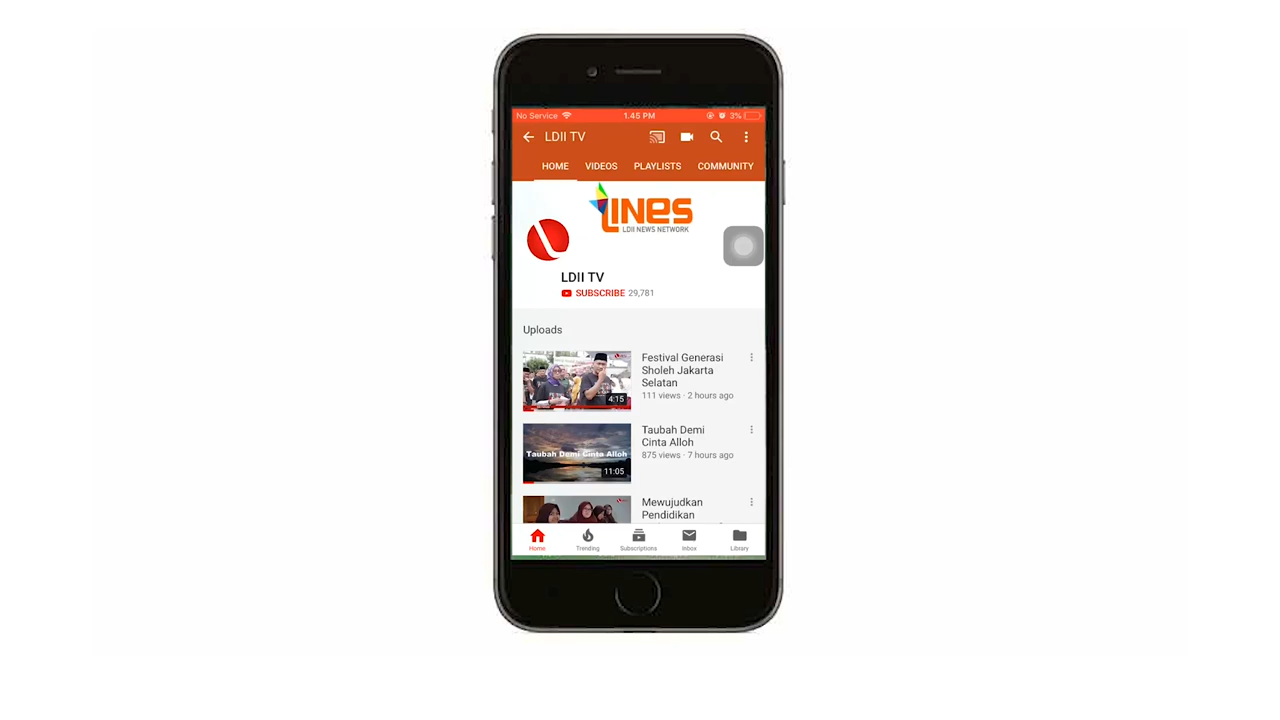 No Service 1.45 PM 3%
LDII TV
HOME VIDEOS PLAYLISTS COMMUNITY
LINES
LDII NEWS NETWORK
LDII TV
SUBSCRIBE 29,781
Uploads
Festival Generasi
Sholeh Jakarta
Selatan
111 views · 2 hours ago
4:15
Taubah Demi
Cinta Alloh
875 views · 7 hours ago
Taubah Demi Cinta Alloh
11:05
Mewujudkan
Pendidikan
Home Trending Subscriptions Inbox Library